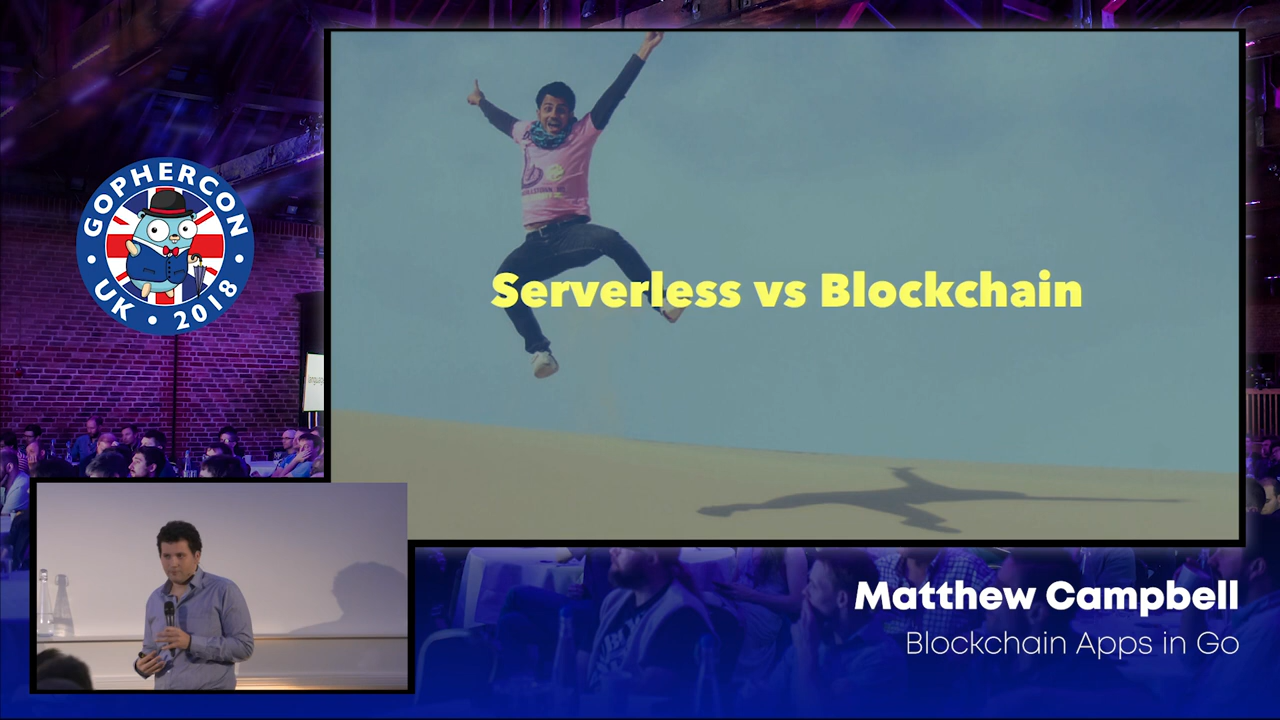 GOPHERCON
UK • 2018
Serverless vs Blockchain
Matthew Campbell
Blockchain Apps in Go